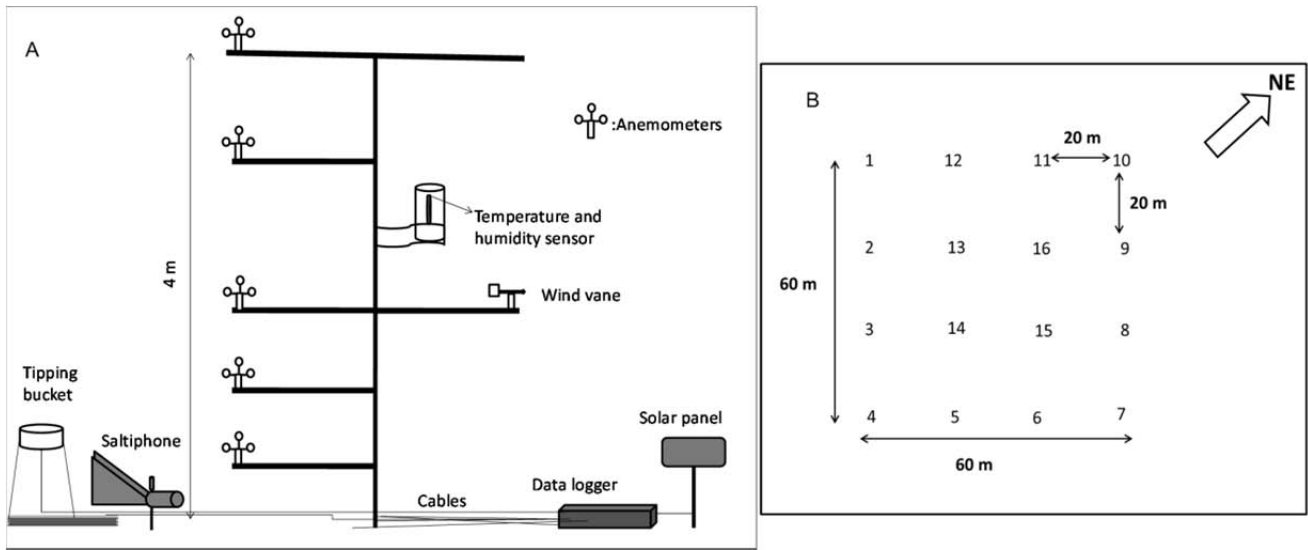 A
:Anemometers
Temperature and
humidity sensor
4 m
Wind vane
Tipping
bucket
Saltiphone
Solar panel
Data logger
Cables
B
NE
20 m
1 12 11 10
20 m
2 13 16 9
60 m
3 14 15 8
4 5 6 7
60 m